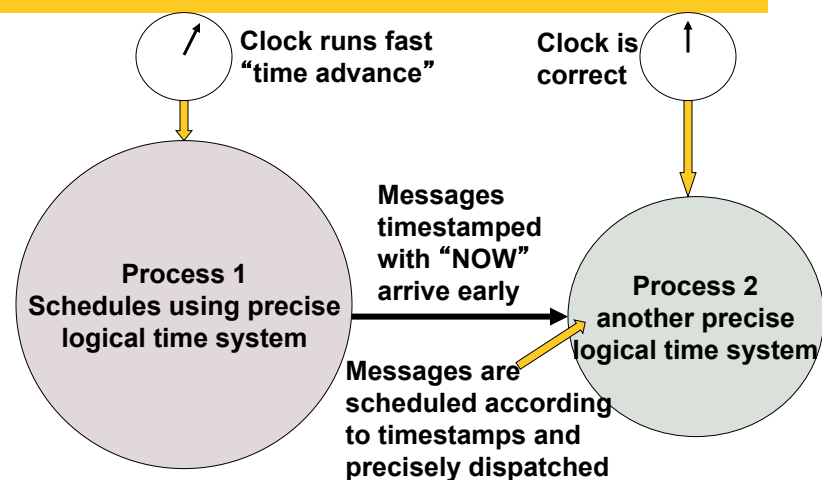 Clock runs fast
“time advance”
Clock is
correct
Messages
timestamped
with “NOW”
arrive early
Process 1
Schedules using precise
logical time system
Process 2
another precise
logical time system
Messages are
scheduled according
to timestamps and
precisely dispatched